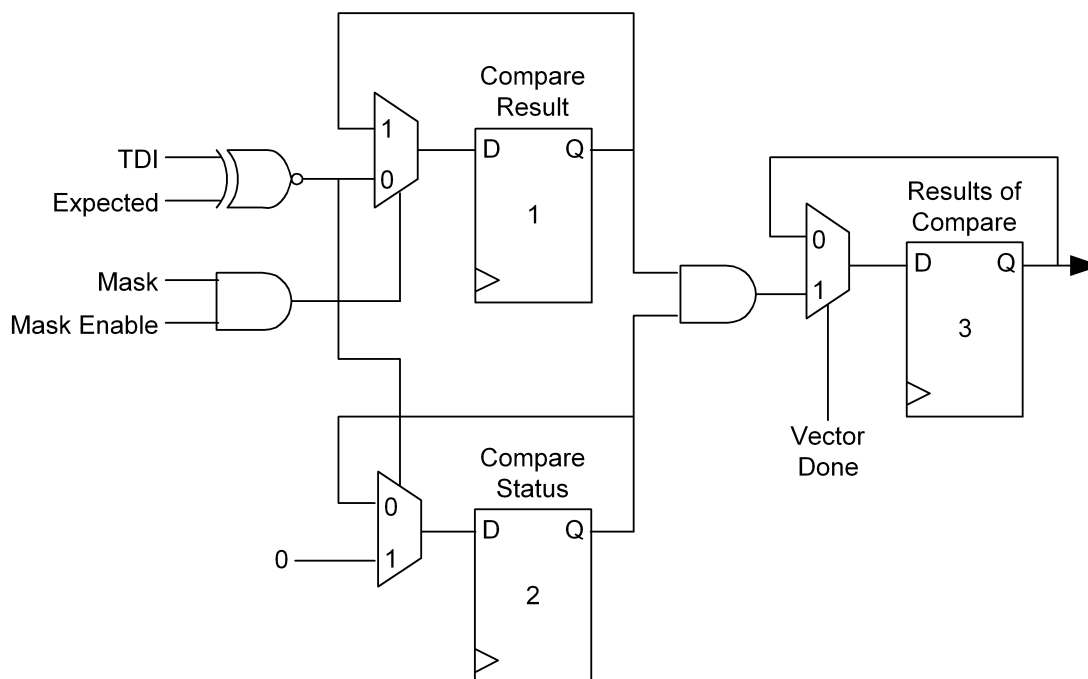 Compare
Result
1
0
D
Q
1
TDI
Expected
Mask
Mask Enable
Results of
Compare
0
1
D
Q
3
Vector
Done
Compare
Status
0
1
0
D
Q
2